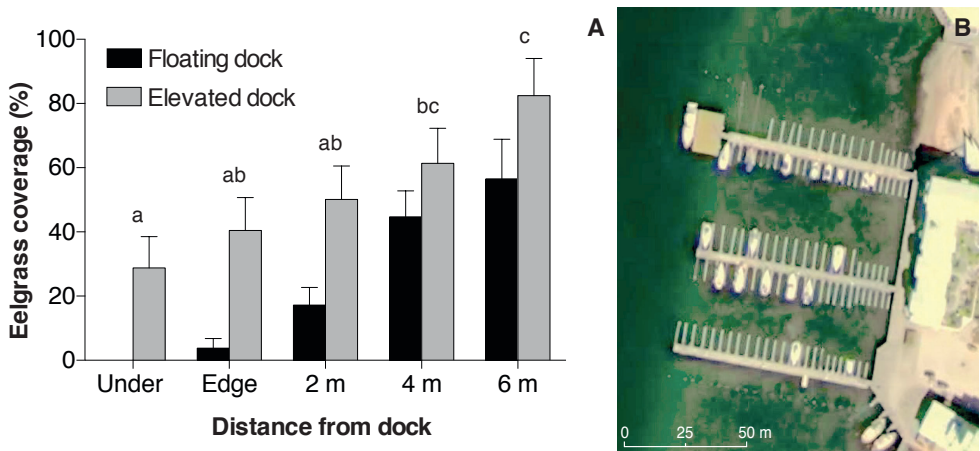 A
B
100
80
60
40
20
0
Eelgrass coverage (%)
Floating dock
Elevated dock
a
ab
ab
bc
c
Under
Edge
2 m
4 m
6 m
Distance from dock
0
25
50 m